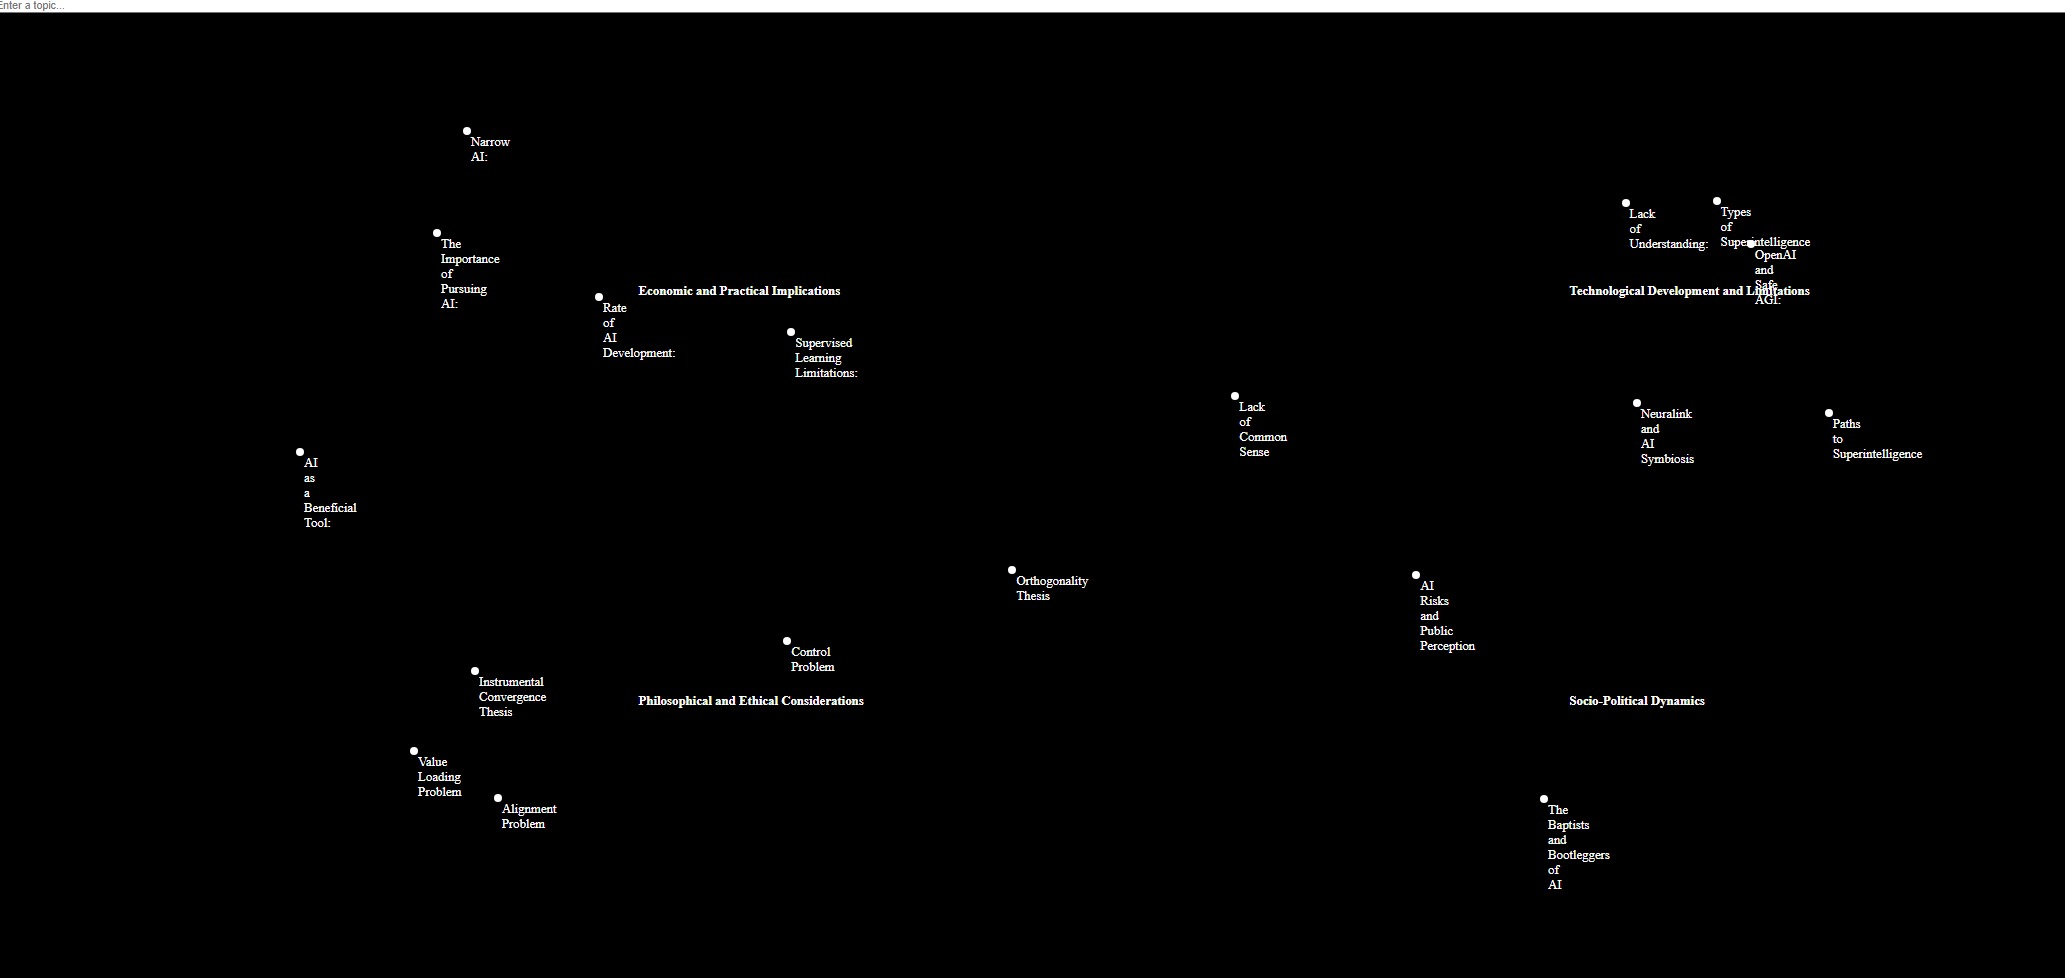 Enter a topic...
Narrow
AI:
The
Importance
of
Pursuing
AI:
Economic and Practical Implications
Rate
of
AI
Development:
Supervised
Learning
Limitations:
Lack
of
Understanding:
Types
of
Superintelligence
OpenAI
and
Safe
AGI:
Technological Development and Limitations
Lack
of
Common
Sense
Neuralink
and
AI
Symbiosis
Paths
to
Superintelligence
AI
as
a
Beneficial
Tool:
Orthogonality
Thesis
AI
Risks
and
Public
Perception
Control
Problem
Instrumental
Convergence
Thesis
Philosophical and Ethical Considerations
Socio-Political Dynamics
Value
Loading
Problem
Alignment
Problem
The
Baptists
and
Bootleggers
of
AI